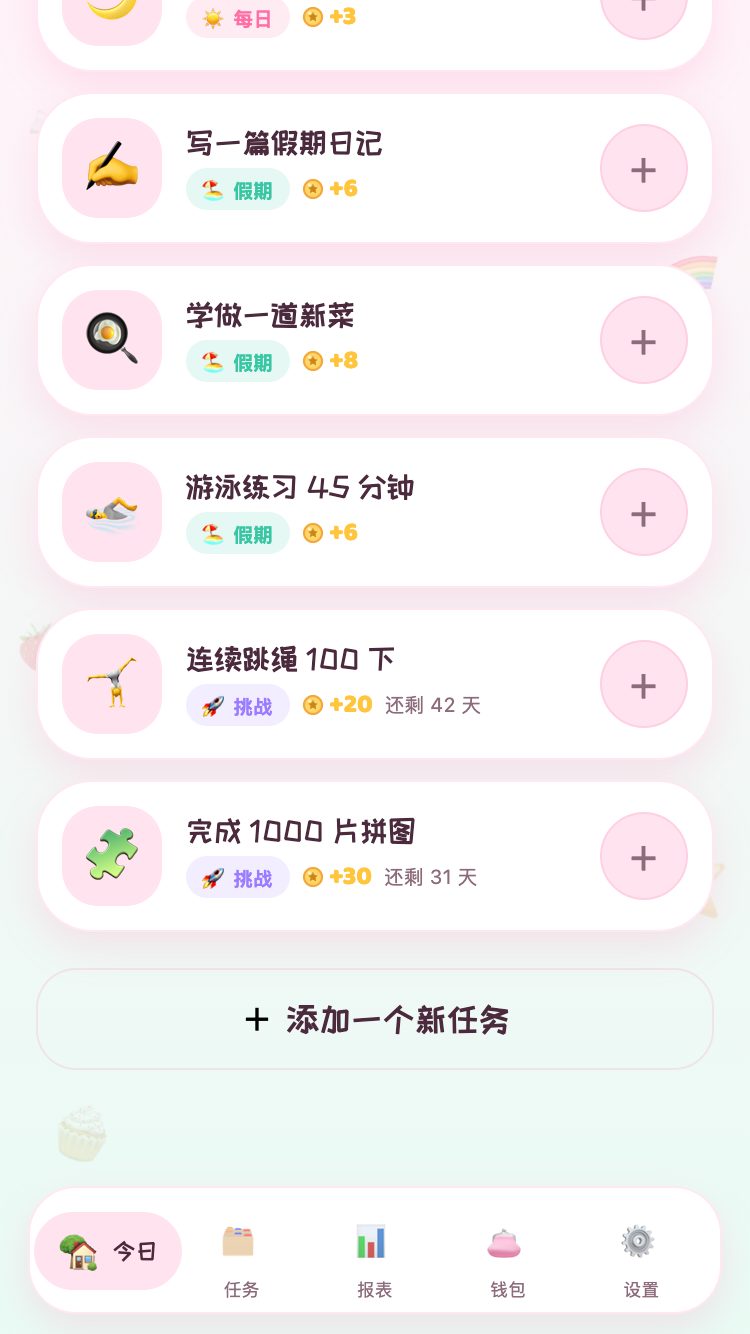 每日 +3
写一篇假期日记
假期 +6
学做一道新菜
假期 +8
游泳练习 45 分钟
假期 +6
连续跳绳 100 下
挑战 +20 还剩 42 天
完成 1000 片拼图
挑战 +30 还剩 31 天
+ 添加一个新任务
今日 任务 报表 钱包 设置